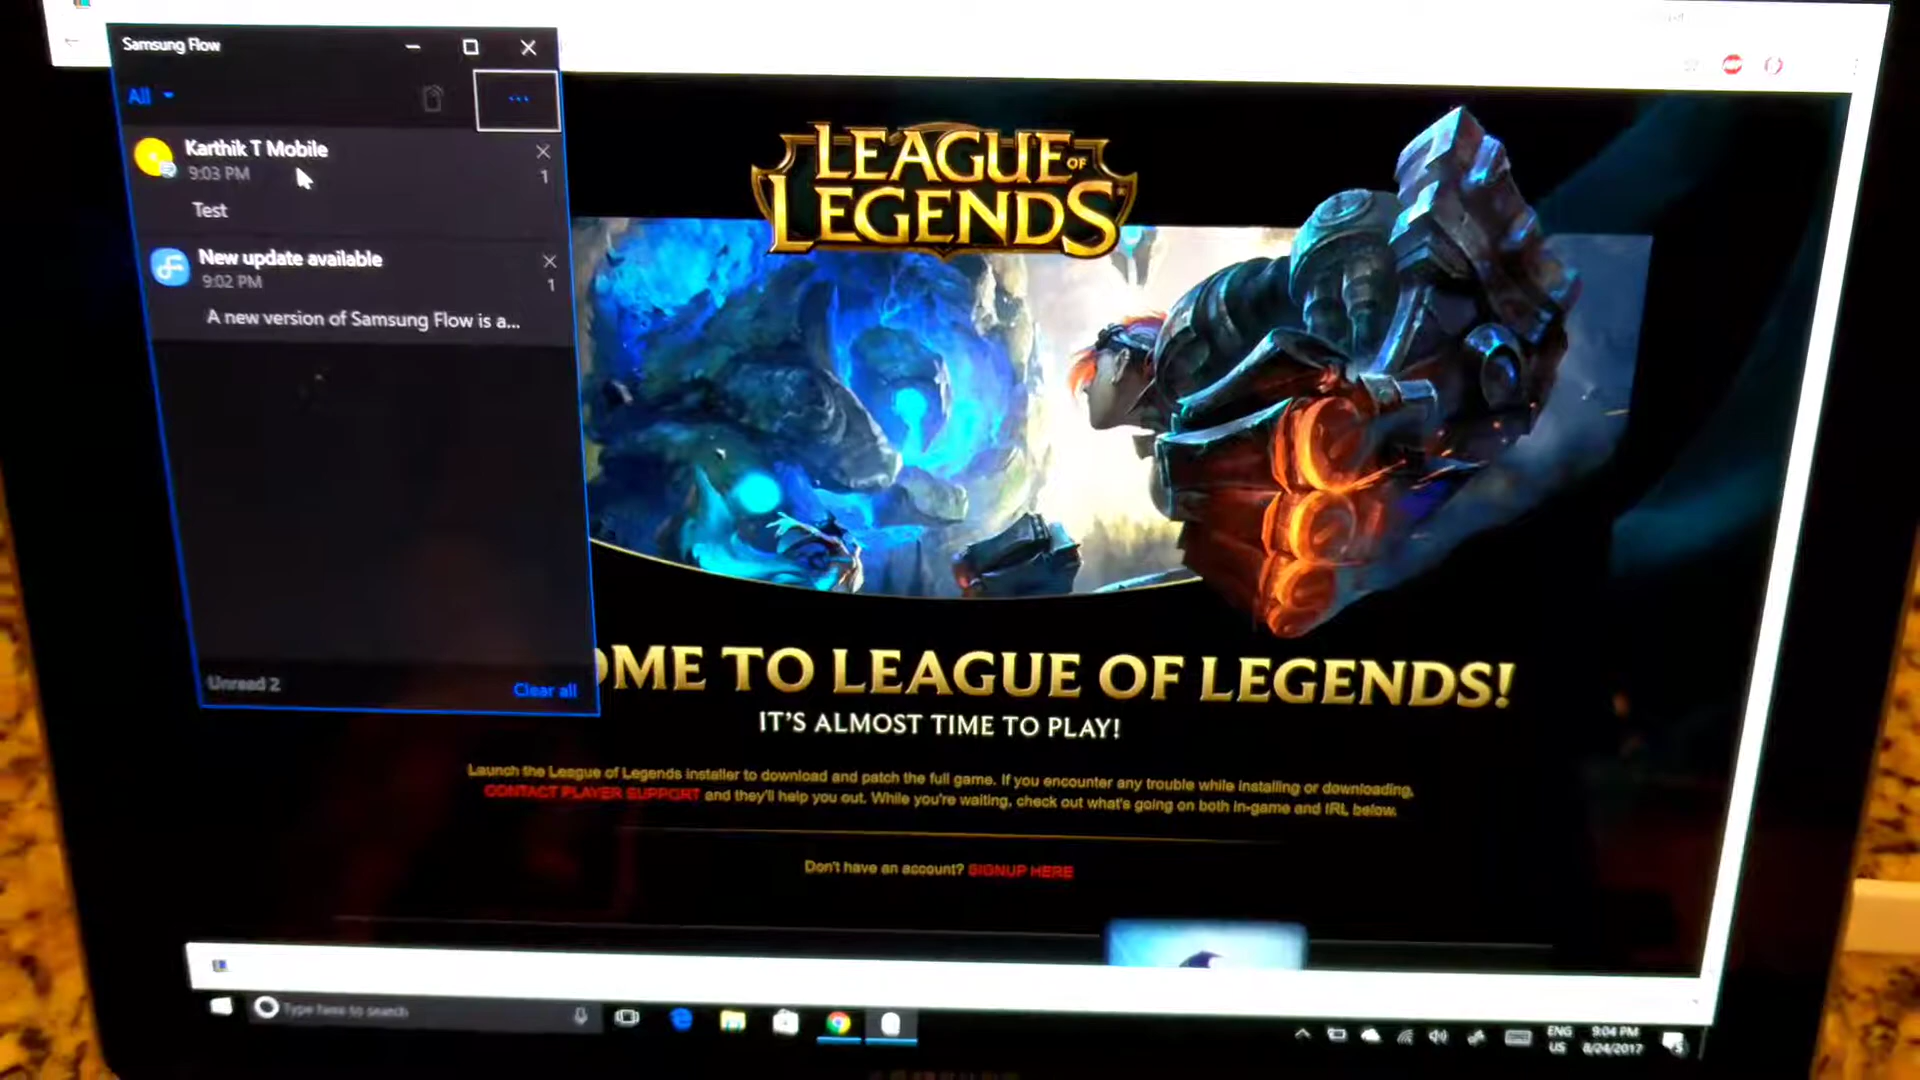 Samsung Flow
All
Karthik T Mobile
9:03 PM
1
Test
New update available
9:02 PM
1
A new version of Samsung Flow is a...
Unread 2
Clear all
LEAGUE OF
LEGENDS
OME TO LEAGUE OF LEGENDS!
IT'S ALMOST TIME TO PLAY!
Launch the League of Legends installer to download and patch the full game. If you encounter any trouble while installing or downloading,
CONTACT PLAYER SUPPORT and they'll help you out. While you're waiting, check out what's going on both in-game and IRL below.
Don't have an account? SIGNUP HERE
Type here to search
ENG
US
9:04 PM
8/24/2017